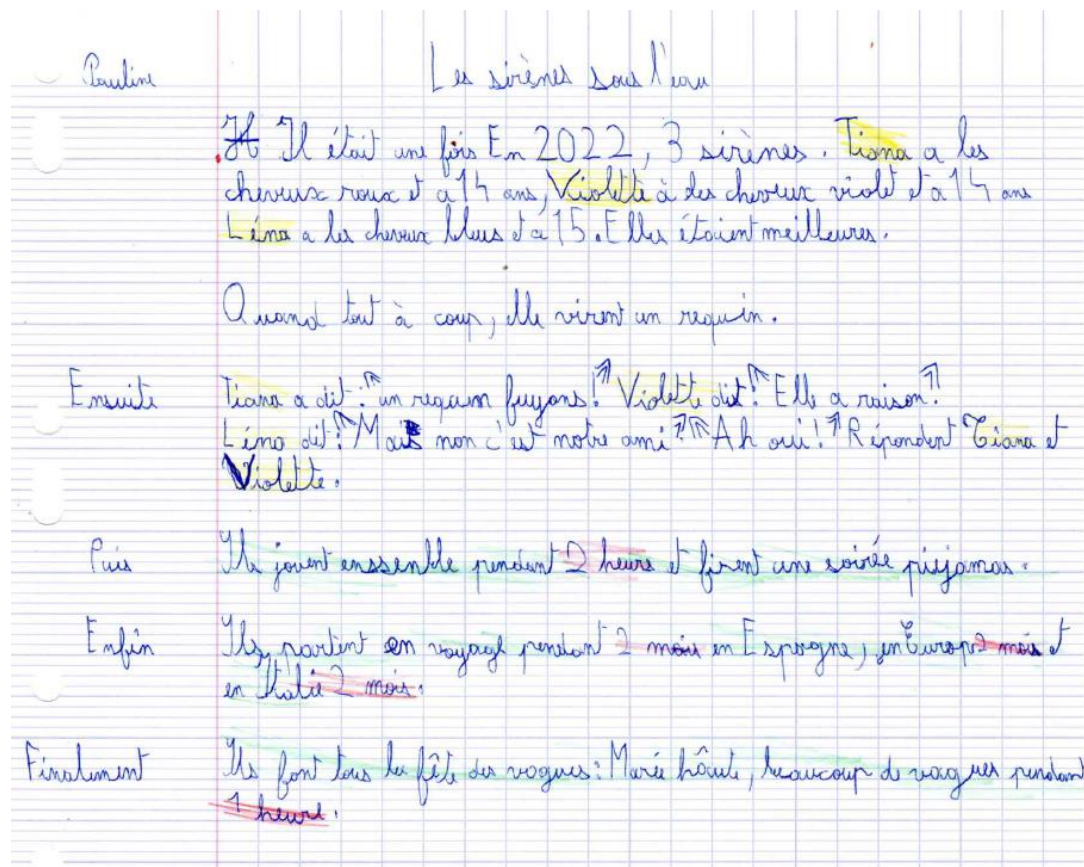 Pauline Les sirènes sous l'eau
Il était une fois En 2022, 3 sirènes. Tiana a les
cheveux roux et a 14 ans, Violette à des cheveux violet et a 14 ans
Léna a les cheveux bleus et a 15. Elles étaient meilleures.
Quand tout à coup, elle virent un requin.
Ensuite Tiana a dit : "un requin fuyons!" Violette dit : "Elle a raison!"
Léna dit : "Mais non c'est notre ami!" "Ah oui!" Répondent Tiana et
Violette.
Puis Ils jouent enssenble pendant 2 heures et firent une soirée pijamas.
Enfin Ils partent en voyage pendant 2 mois en Espagne, en Europe 2 mois et
en Italie 2 mois.
Finalement Ils font tous la fête des vagues : Marée hâute, beaucoup de vagues pendant
1 heure.